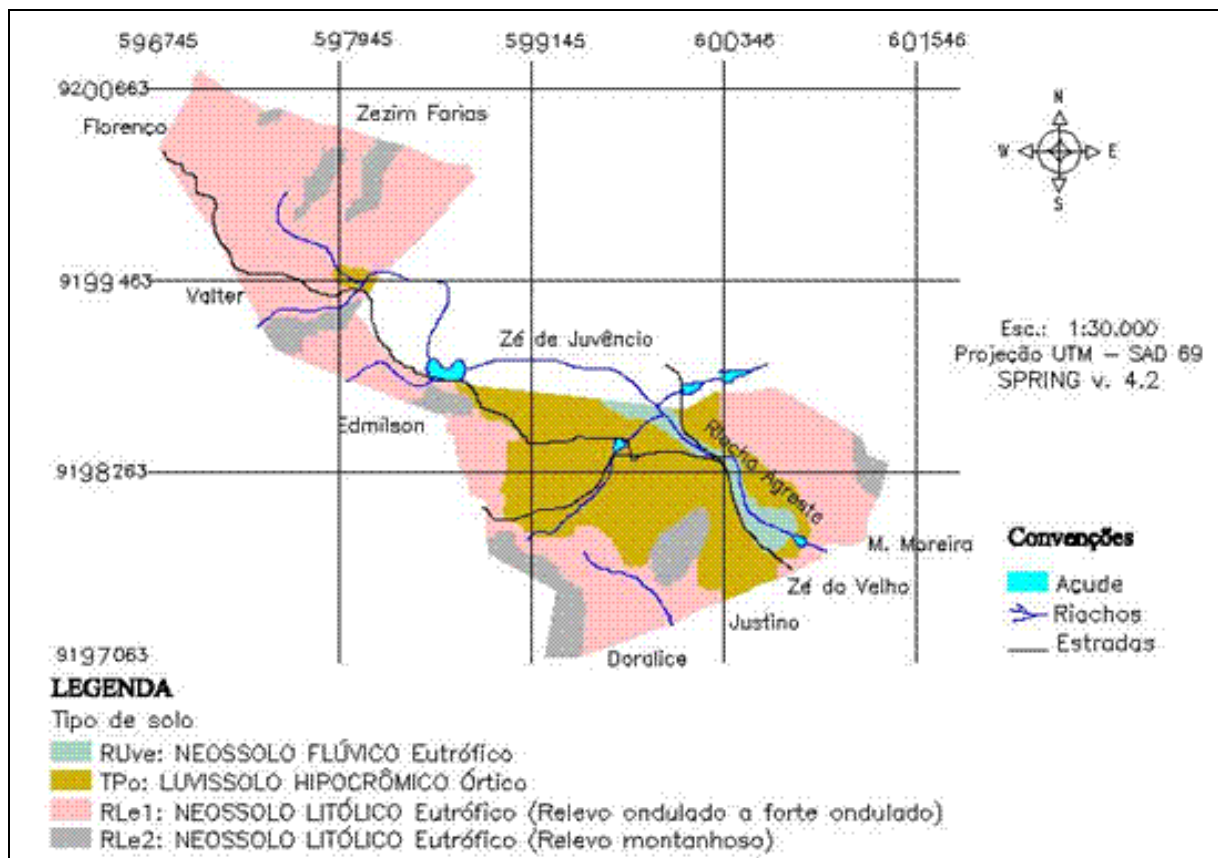 596745 597945 599145 600346 601546
9200663
Florenço
Zezim Farias
N
W E
S
9199463
Valter
Zé de Juvêncio
Esc.: 1:30.000
Projeção UTM – SAD 69
SPRING v. 4.2
Edmilson
Riacho Agreste
9198263
M. Moreira
Zé do Velho
Justino
Doralice
9197063
Convenções
Açude
Riachos
Estradas
LEGENDA
Tipo de solo
RUve: NEOSSOLO FLÚVICO Eutrófico
TPo: LUVISSOLO HIPOCRÔMICO Órtico
RLe1: NEOSSOLO LITÓLICO Eutrófico (Relevo ondulado a forte ondulado)
RLe2: NEOSSOLO LITÓLICO Eutrófico (Relevo montanhoso)